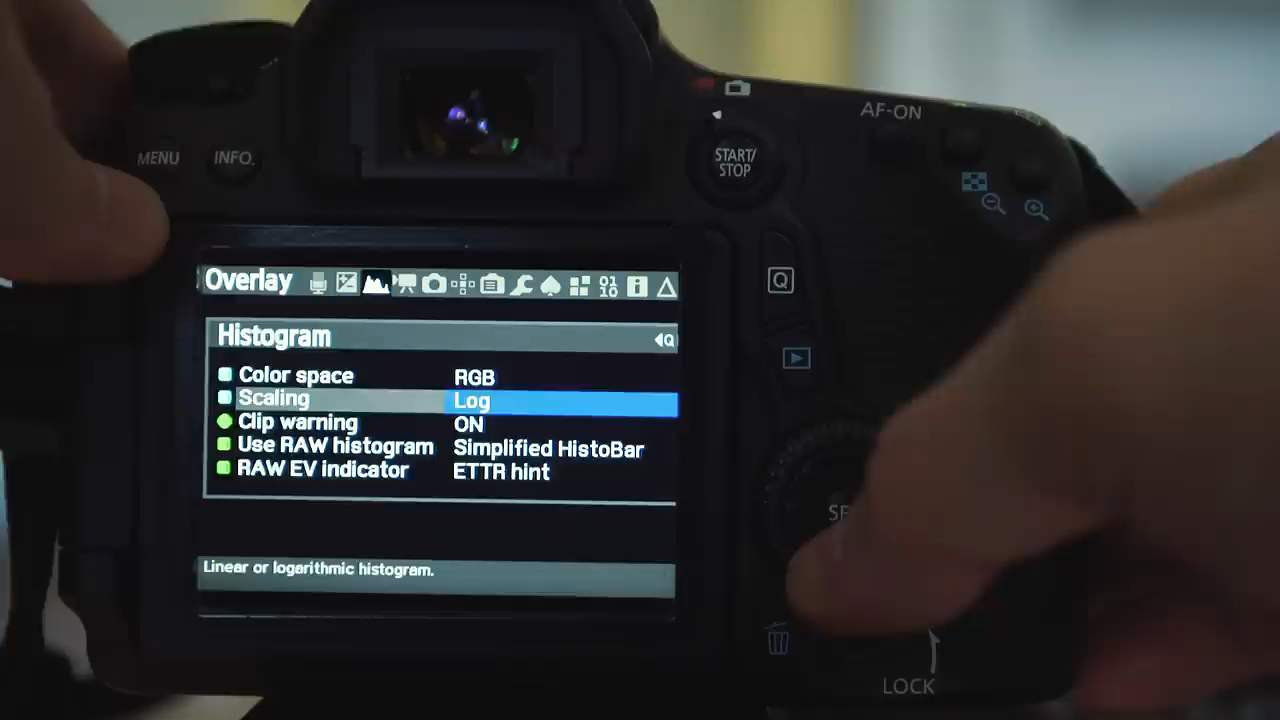 AF-ON
MENU
INFO.
START/
STOP
Overlay
Q
Histogram
Q
Color space RGB
Scaling Log
Clip warning ON
Use RAW histogram Simplified HistoBar
RAW EV indicator ETTR hint
SE
Linear or logarithmic histogram.
LOCK